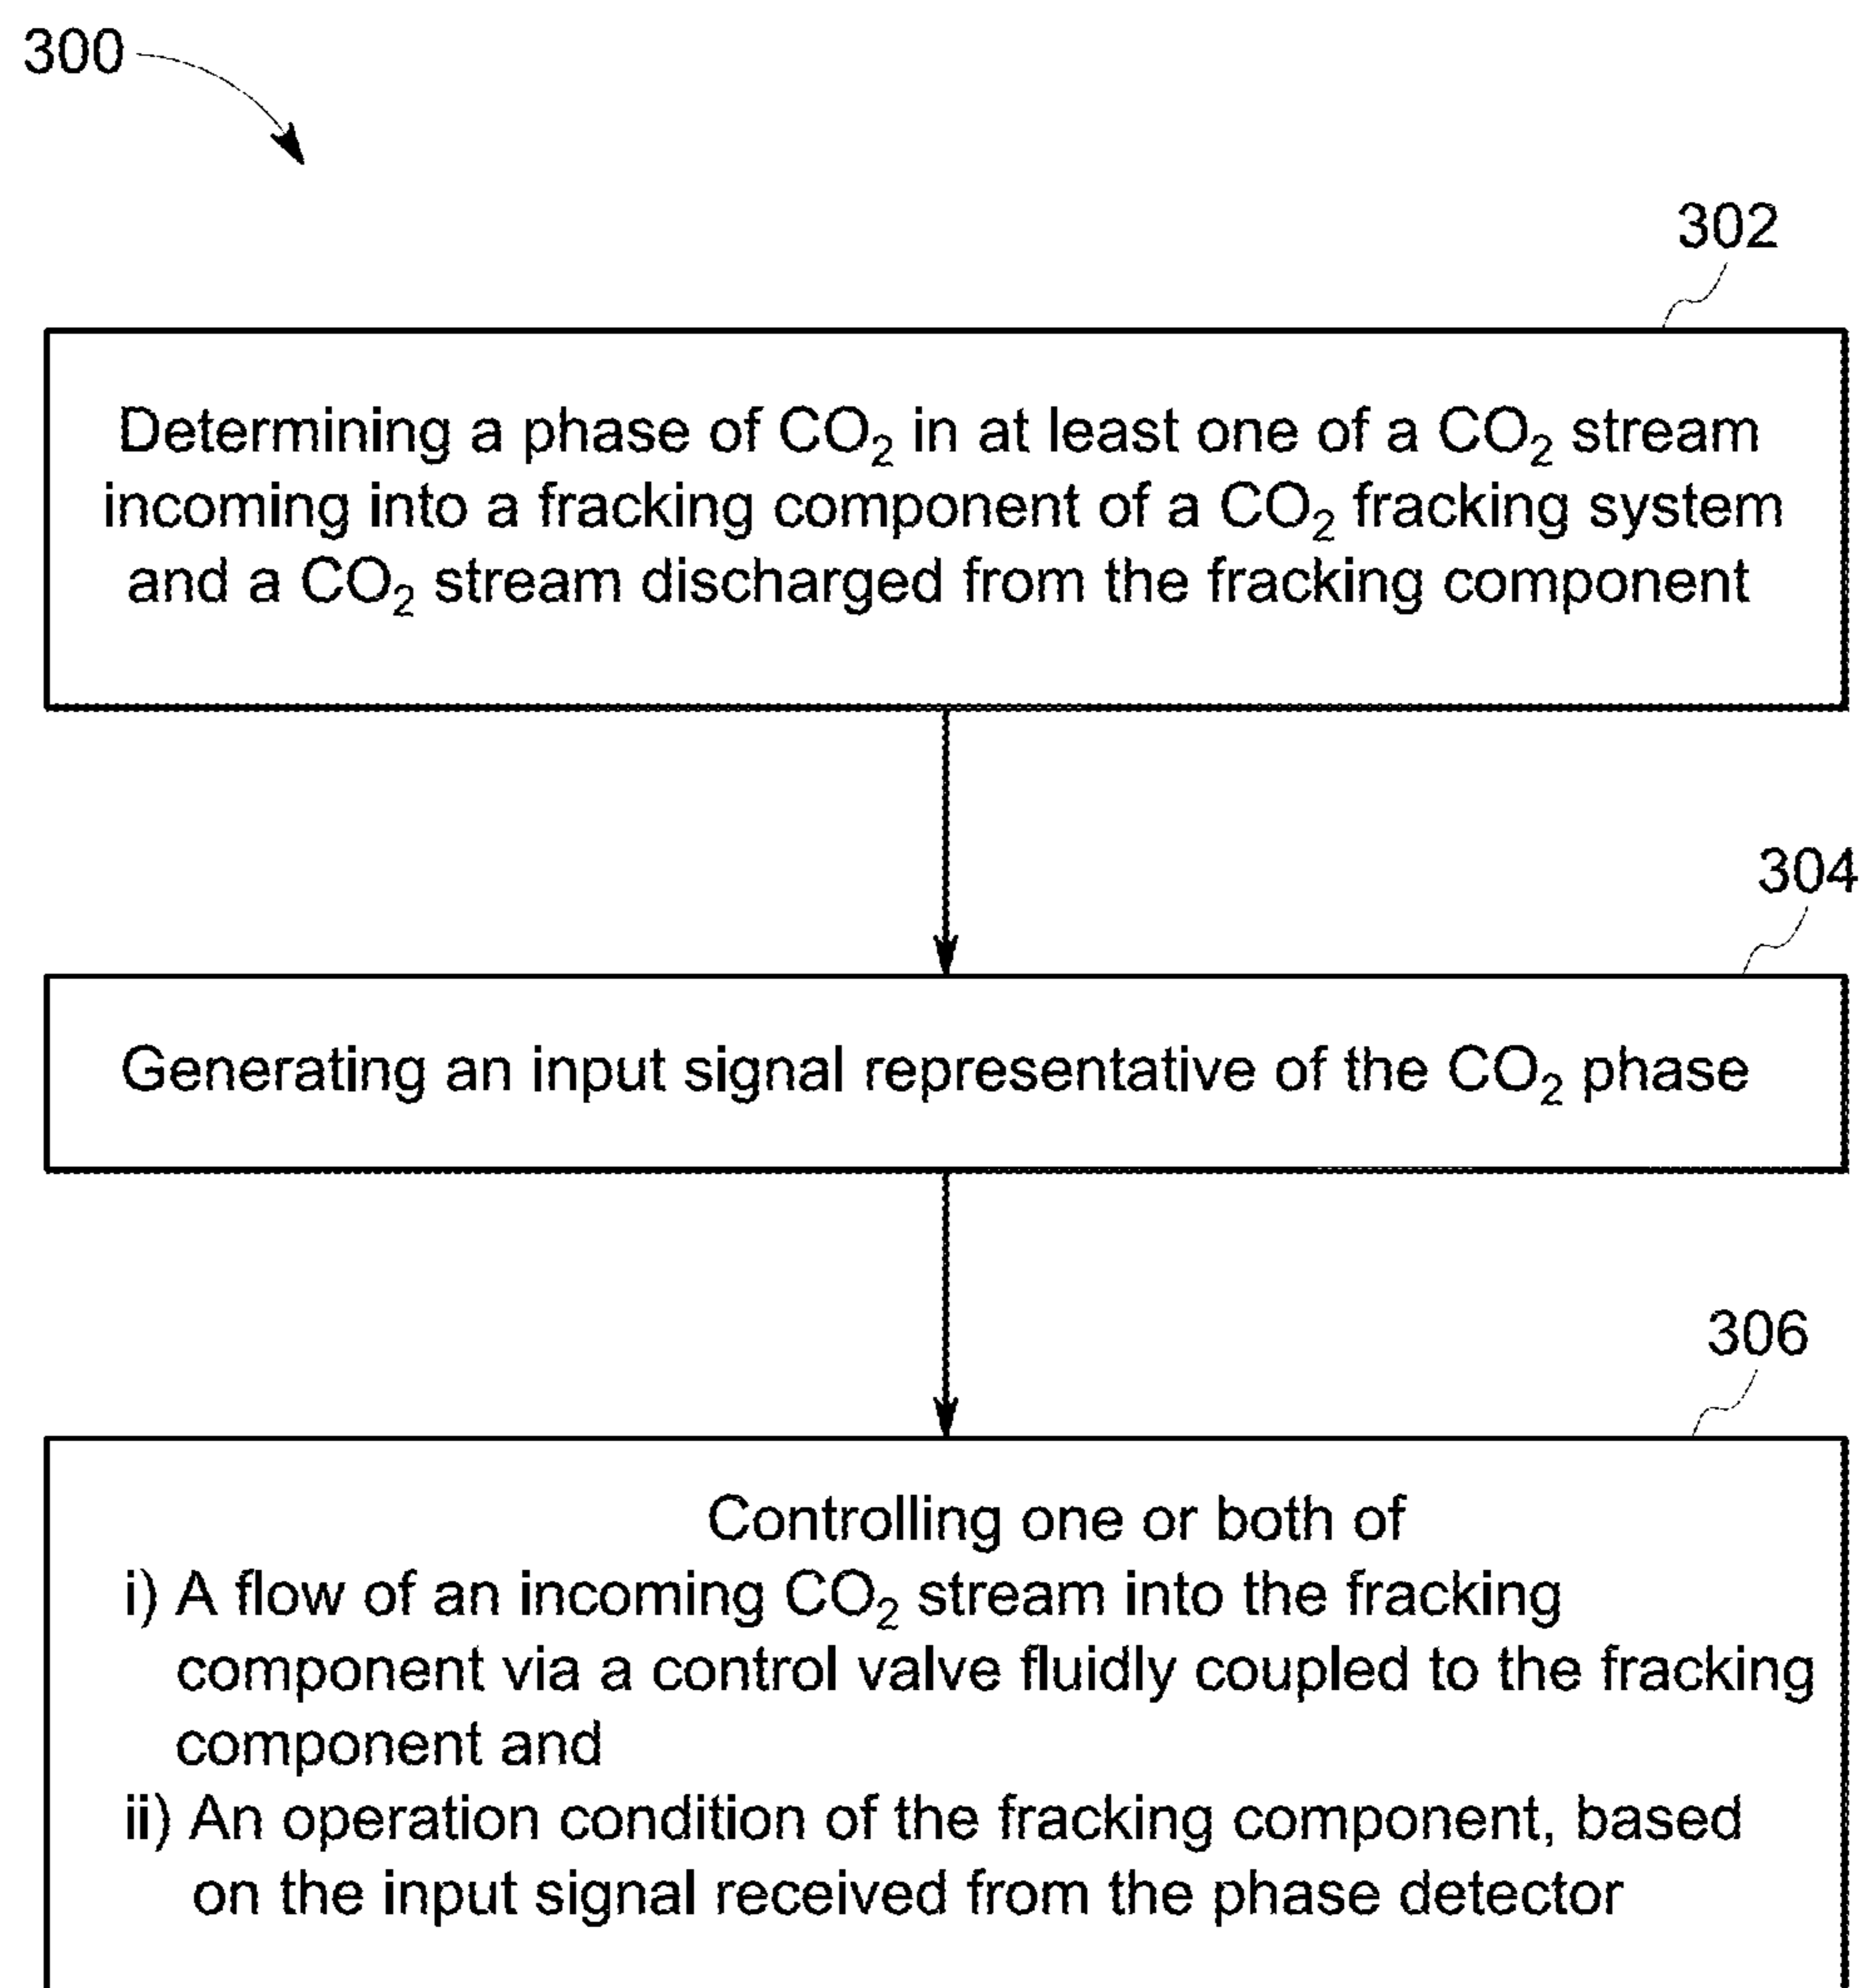 300
302
Determining a phase of CO₂ in at least one of a CO₂ stream
incoming into a fracking component of a CO₂ fracking system
and a CO₂ stream discharged from the fracking component
304
Generating an input signal representative of the CO₂ phase
306
Controlling one or both of
i) A flow of an incoming CO₂ stream into the fracking
component via a control valve fluidly coupled to the fracking
component and
ii) An operation condition of the fracking component, based
on the input signal received from the phase detector